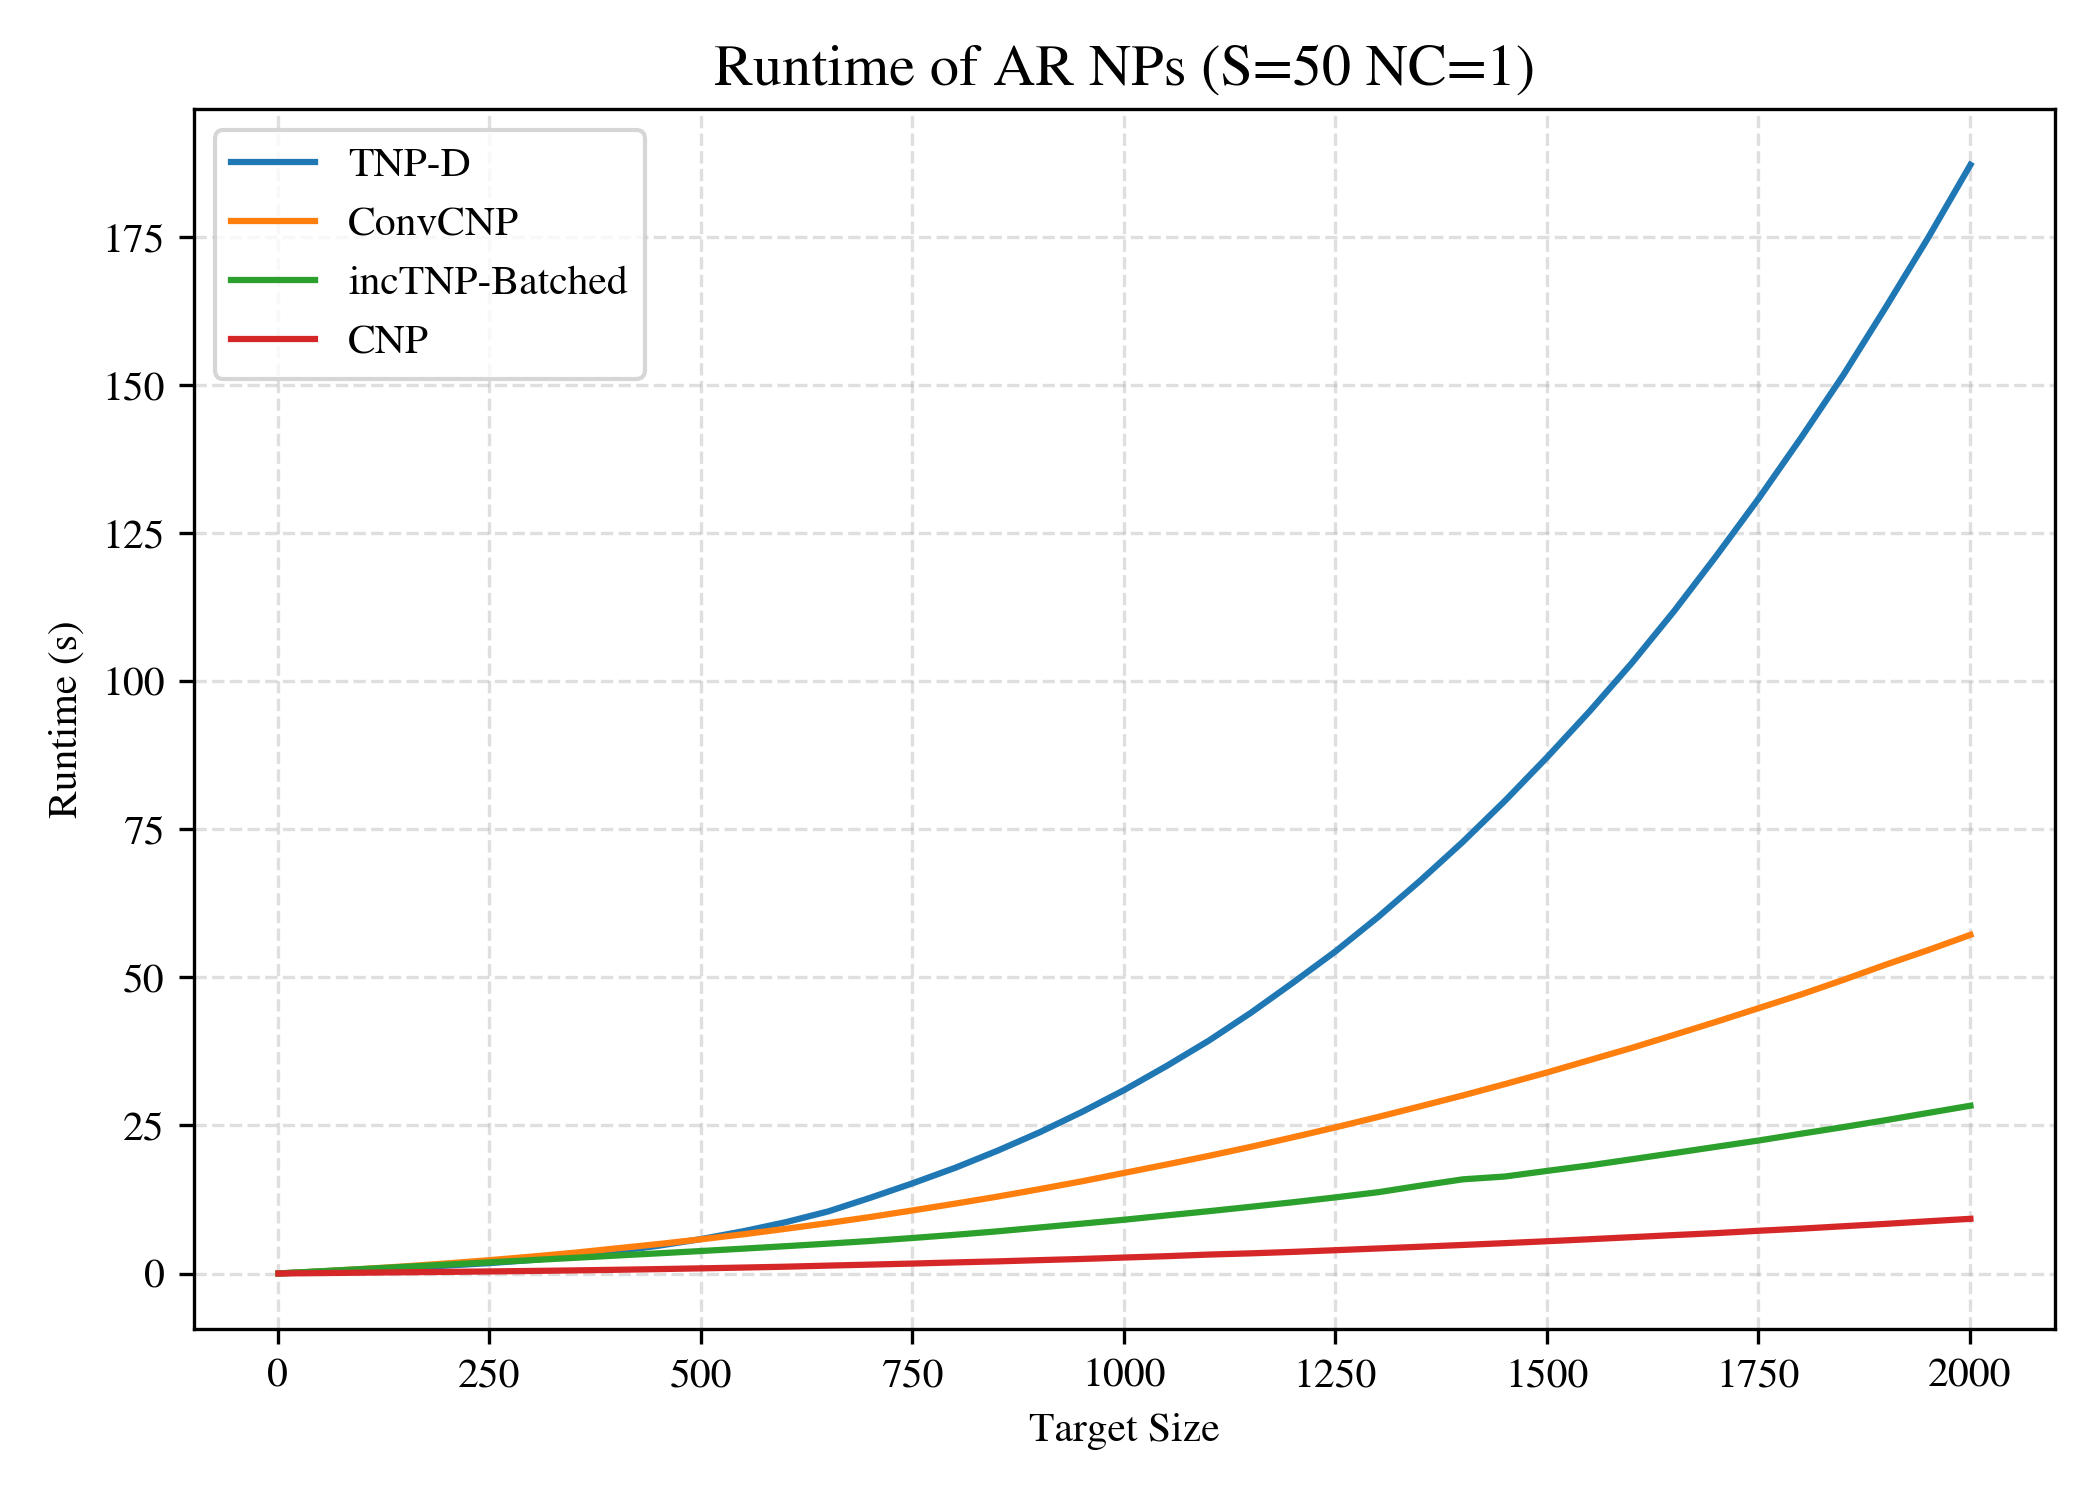 Runtime of AR NPs (S=50 NC=1)
TNP-D
ConvCNP
incTNP-Batched
CNP
175
150
125
100
75
50
25
0
Runtime (s)
0 250 500 750 1000 1250 1500 1750 2000
Target Size